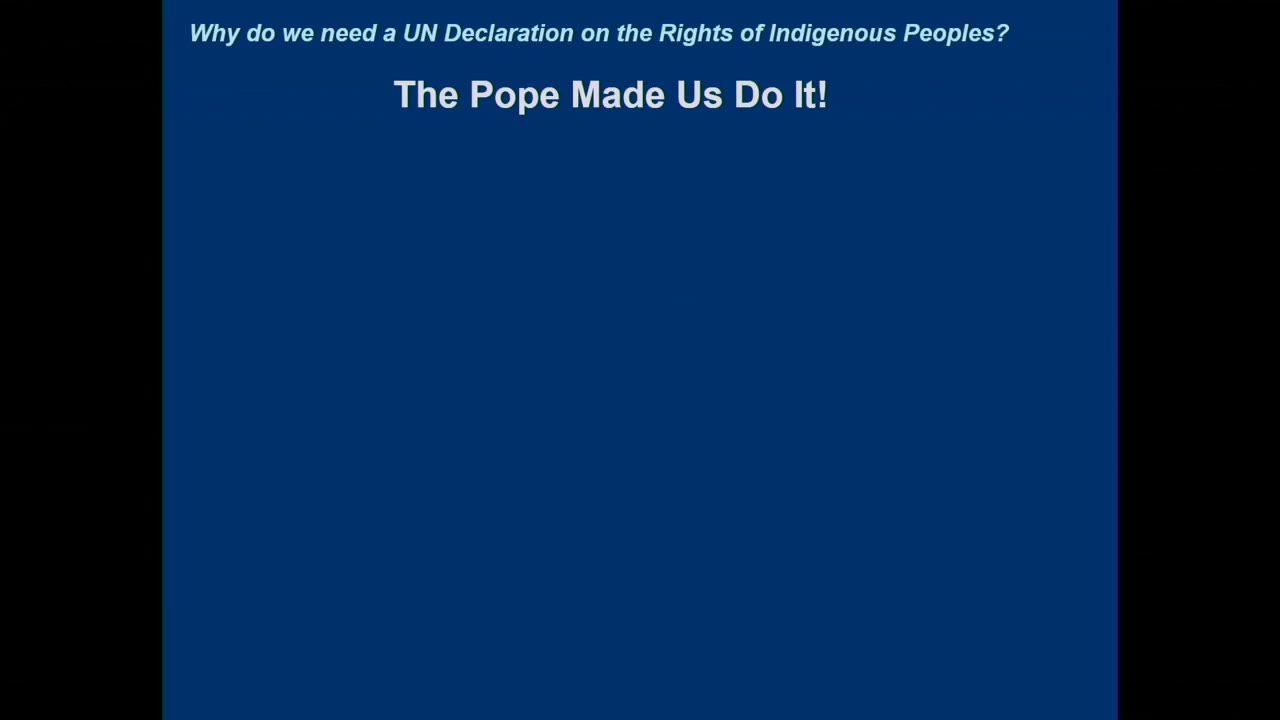 Why do we need a UN Declaration on the Rights of Indigenous Peoples?
The Pope Made Us Do It!